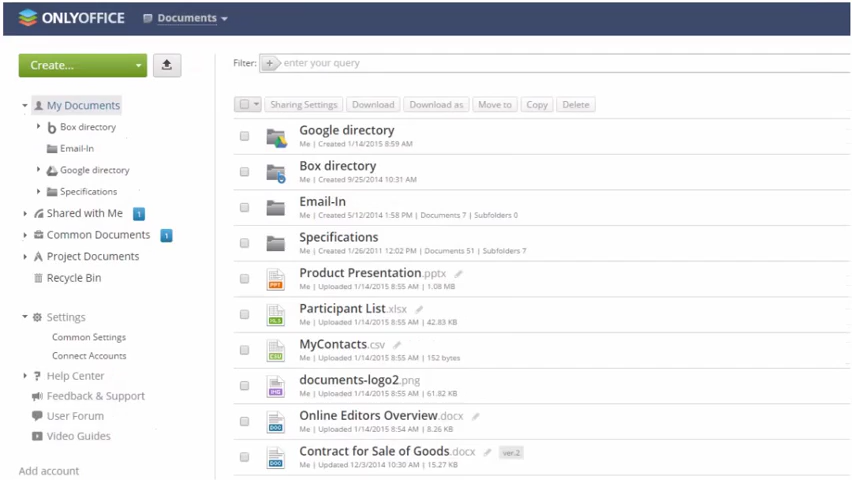 ONLYOFFICE Documents
Create...
Filter: enter your query
Sharing Settings Download Download as Move to Copy Delete
My Documents
Box directory
Email-In
Google directory
Specifications
Shared with Me 1
Common Documents 1
Project Documents
Recycle Bin
Settings
Common Settings
Connect Accounts
Help Center
Feedback & Support
User Forum
Video Guides
Add account
Google directory
Me | Created 1/14/2015 8:59 AM
Box directory
Me | Created 9/25/2014 10:31 AM
Email-In
Me | Created 5/12/2014 1:58 PM | Documents 7 | Subfolders 0
Specifications
Me | Created 1/26/2011 12:02 PM | Documents 51 | Subfolders 7
Product Presentation.pptx
PPT
Me | Uploaded 1/14/2015 8:55 AM | 1.08 MB
Participant List.xlsx
XLS
Me | Uploaded 1/14/2015 8:55 AM | 42.83 KB
MyContacts.csv
CSV
Me | Uploaded 1/14/2015 8:55 AM | 152 bytes
documents-logo2.png
IMG
Me | Uploaded 1/14/2015 8:55 AM | 61.82 KB
Online Editors Overview.docx
DOC
Me | Uploaded 1/14/2015 8:54 AM | 8.26 KB
Contract for Sale of Goods.docx ver.2
DOC
Me | Updated 12/3/2014 10:30 AM | 15.27 KB